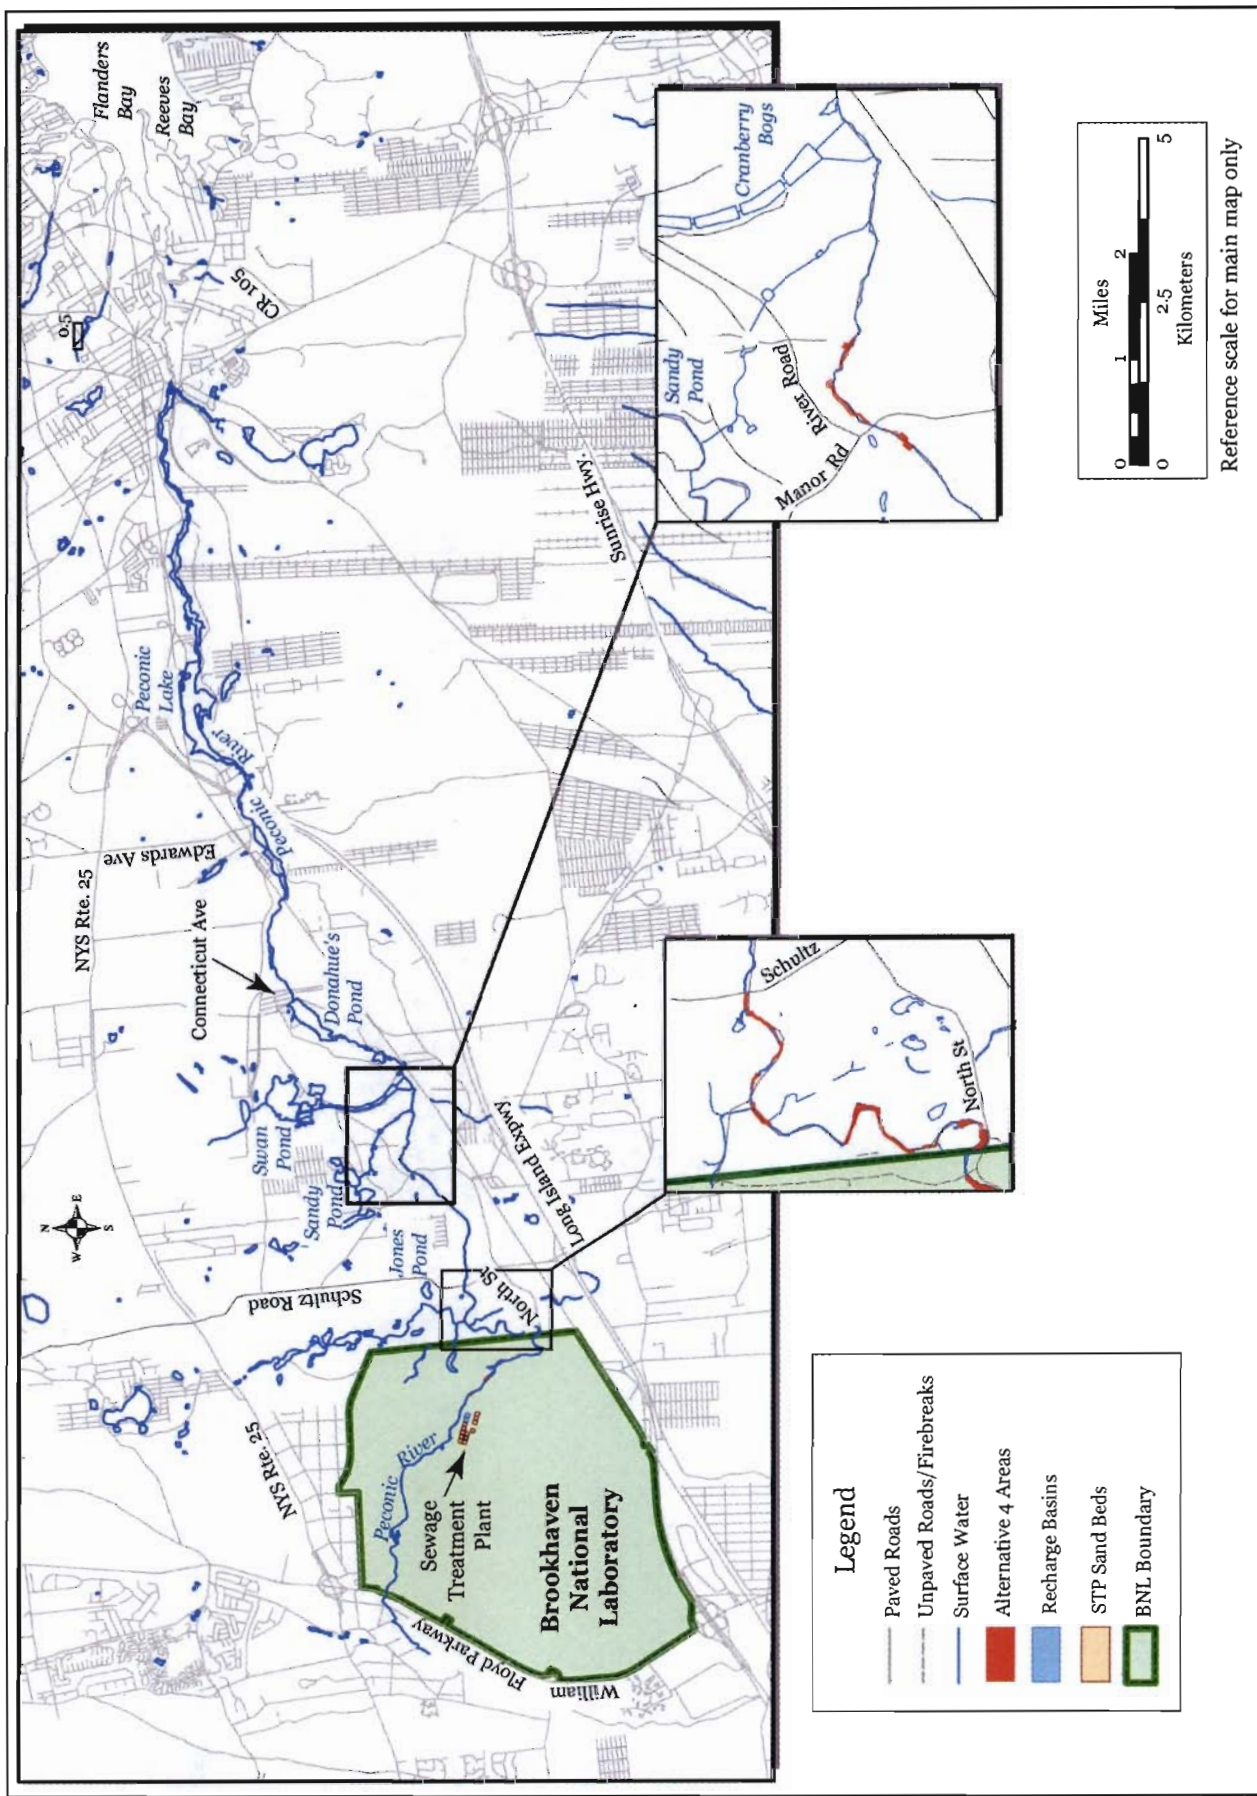 Flanders
Bay
Reeves
Bay
0.5
CR 105
NYS Rte. 25
Peconic
Lake
Peconic
River
Edwards Ave
Connecticut Ave
Donahue's
Pond
Sunrise Hwy.
Swan
Pond
Sandy
Pond
Jones
Pond
Schultz Road
North St
Long Island Expwy
NYS Rte. 25
N
W
E
S
Peconic
River
Sewage
Treatment
Plant
Brookhaven
National
Laboratory
William
Floyd Parkway
Sandy
Pond
Cranberry
Bogs
River Road
Manor Rd
Schultz
North St
Legend
Paved Roads
Unpaved Roads/Firebreaks
Surface Water
Alternative 4 Areas
Recharge Basins
STP Sand Beds
BNL Boundary
Miles
0
1
2
0
2.5
5
Kilometers
Reference scale for main map only